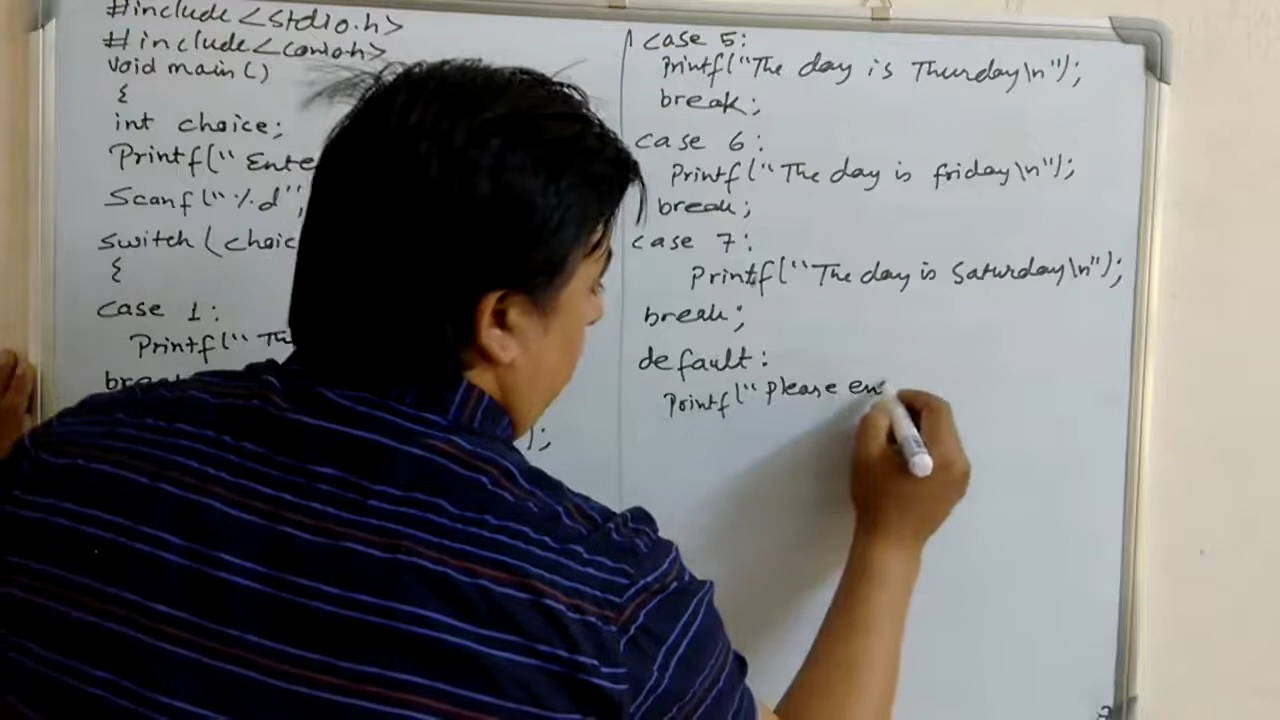 #include<stdio.h>
#include<conio.h>
void main()
{
int choice;
Printf("Ente
Scanf("%d",
switch(choic
{
case 1:
Printf("Th
brea
);
case 5:
Printf("The day is Thurday\n");
break;
case 6:
Printf("The day is friday\n");
break;
case 7:
Printf("The day is Saturday\n");
break;
default:
Printf("please en